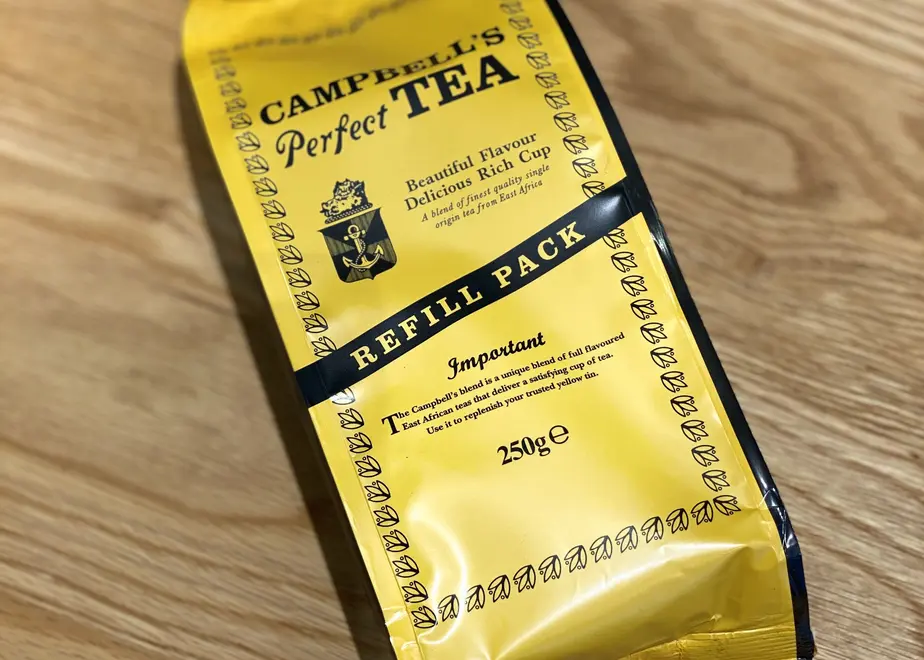 CAMPBELL'S
Perfect TEA
Beautiful Flavour
Delicious Rich Cup
A blend of finest quality single
origin tea from East Africa
REFILL PACK
Important
The Campbell's blend is a unique blend of full flavoured
East African teas that deliver a satisfying cup of tea.
Use it to replenish your trusted yellow tin.
250g ℮